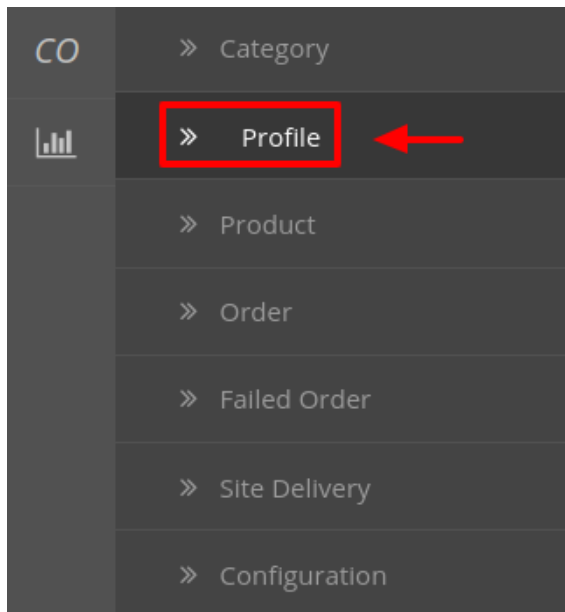 CO
Category
Profile
Product
Order
Failed Order
Site Delivery
Configuration